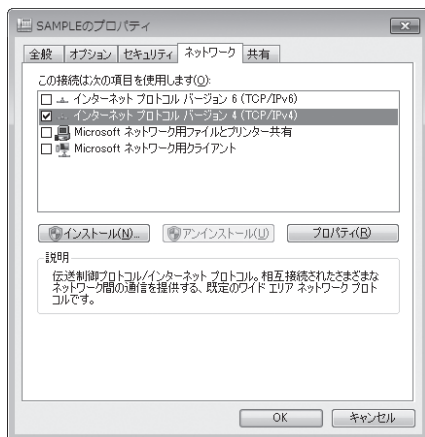 SAMPLEのプロパティ
全般 オプション セキュリティ ネットワーク 共有
この接続は次の項目を使用します(O):
インターネット プロトコル バージョン 6 (TCP/IPv6)
インターネット プロトコル バージョン 4 (TCP/IPv4)
Microsoft ネットワーク用ファイルとプリンター共有
Microsoft ネットワーク用クライアント
インストール(N)... アンインストール(U) プロパティ(R)
説明
伝送制御プロトコル/インターネット プロトコル。相互接続されたさまざまな
ネットワーク間の通信を提供する、既定のワイド エリア ネットワーク プロト
コルです。
OK キャンセル